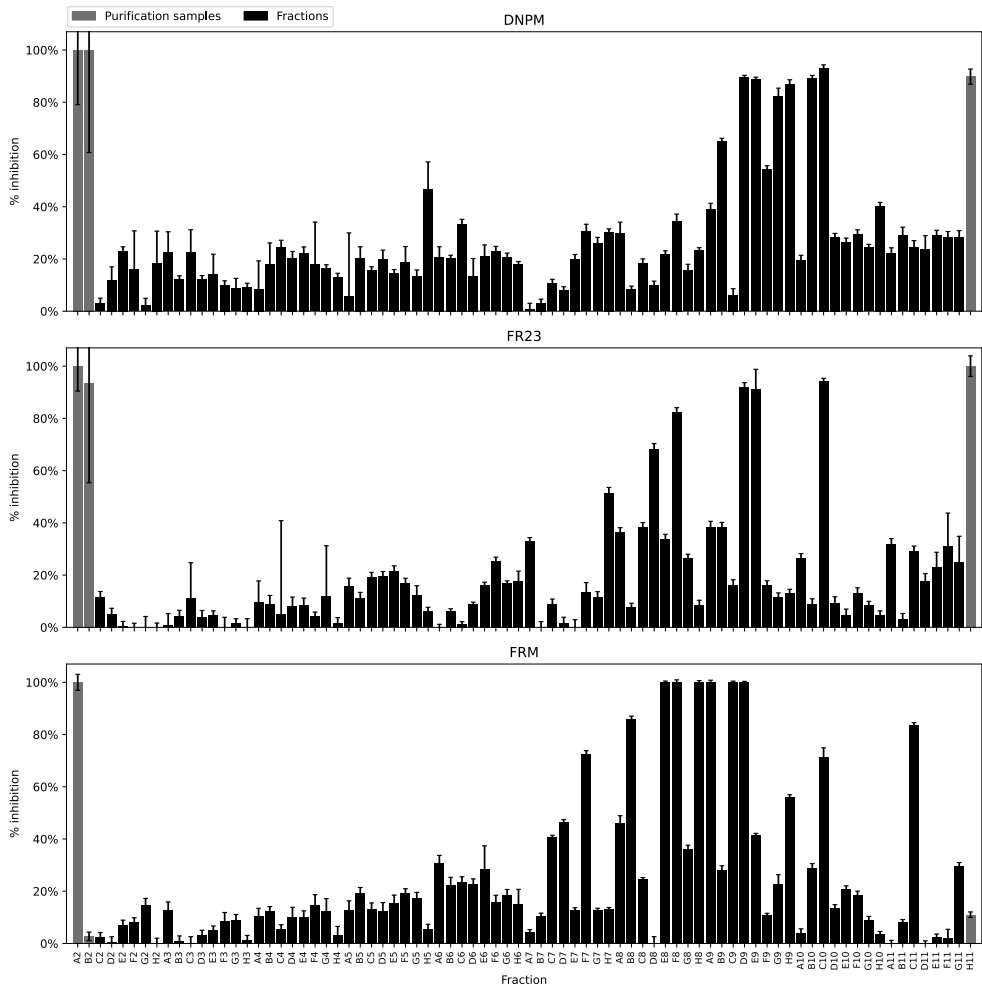 Purification samples Fractions
DNPM
100%
80%
60%
40%
20%
0%
% inhibition
FR23
100%
80%
60%
40%
20%
0%
% inhibition
FRM
100%
80%
60%
40%
20%
0%
% inhibition
A2 B2 C2 D2 E2 F2 G2 H2 A3 B3 C3 D3 E3 F3 G3 H3 A4 B4 C4 D4 E4 F4 G4 H4 A5 B5 C5 D5 E5 F5 G5 H5 A6 B6 C6 D6 E6 F6 G6 H6 A7 B7 C7 D7 E7 F7 G7 H7 A8 B8 C8 D8 E8 F8 G8 H8 A9 B9 C9 D9 E9 F9 G9 H9 A10 B10 C10 D10 E10 F10 G10 H10 A11 B11 C11 D11 E11 F11 G11 H11
Fraction